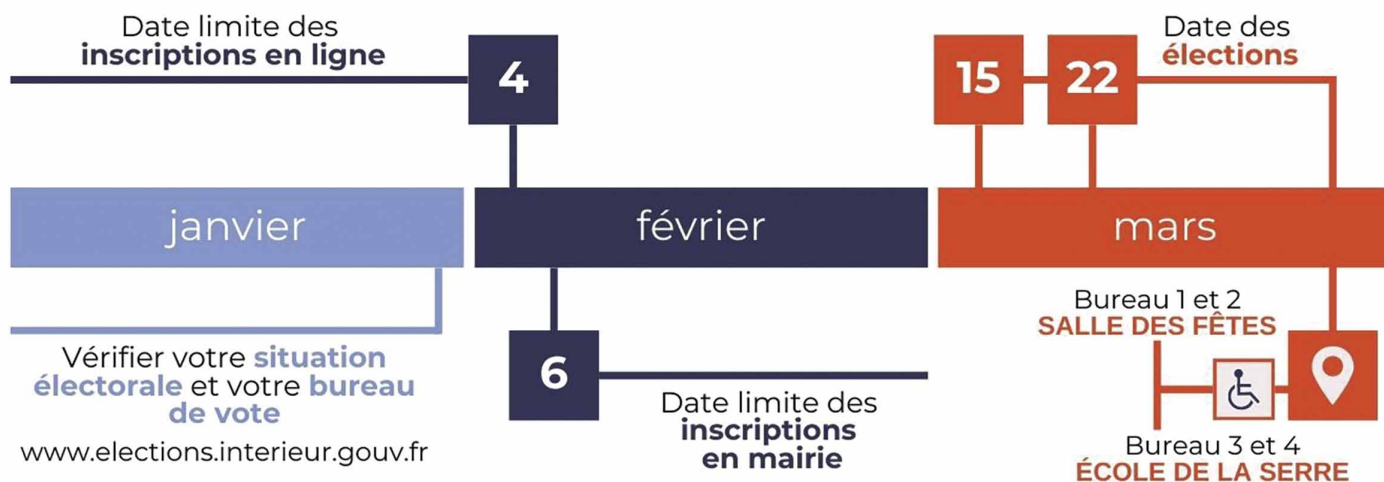 Date limite des
inscriptions en ligne
4
15
22
Date des
élections
janvier
février
mars
Vérifier votre situation
électorale et votre bureau
de vote
www.elections.interieur.gouv.fr
6
Date limite des
inscriptions
en mairie
Bureau 1 et 2
SALLE DES FÊTES
Bureau 3 et 4
ÉCOLE DE LA SERRE